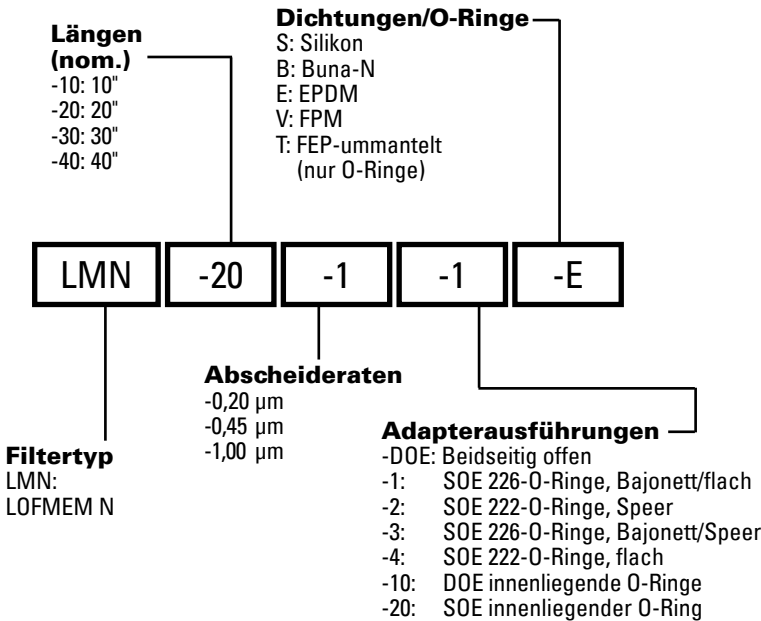 Längen
(nom.)
-10: 10"
-20: 20"
-30: 30"
-40: 40"
Dichtungen/O-Ringe
S: Silikon
B: Buna-N
E: EPDM
V: FPM
T: FEP-ummantelt
(nur O-Ringe)
LMN -20 -1 -1 -E
Filtertyp
LMN:
LOFMEM N
Abscheideraten
-0,20 µm
-0,45 µm
-1,00 µm
Adapterausführungen
-DOE: Beidseitig offen
-1: SOE 226-O-Ringe, Bajonett/flach
-2: SOE 222-O-Ringe, Speer
-3: SOE 226-O-Ringe, Bajonett/Speer
-4: SOE 222-O-Ringe, flach
-10: DOE innenliegende O-Ringe
-20: SOE innenliegender O-Ring